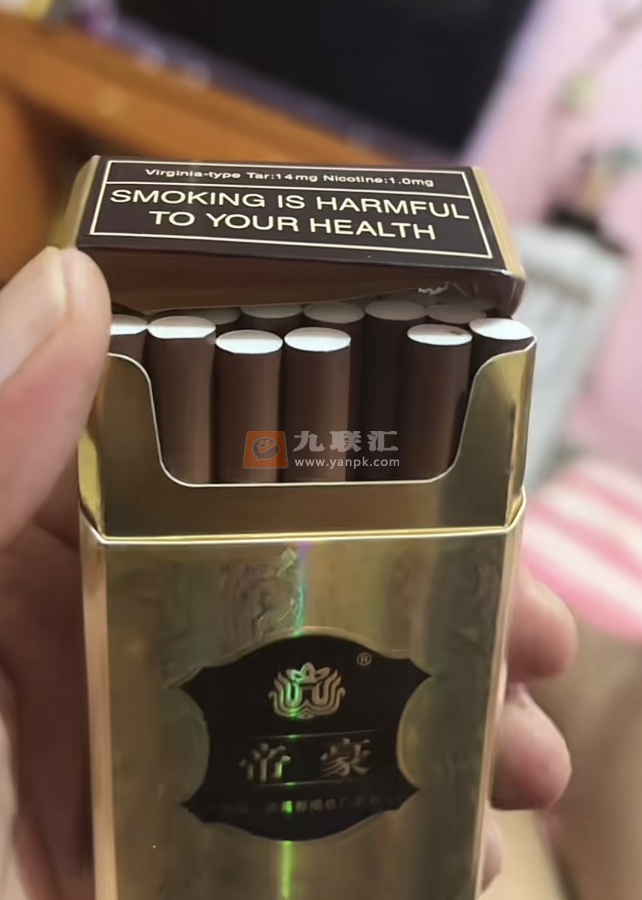 Virginia-type Tar:14mg Nicotine:1.0mg
SMOKING IS HARMFUL
TO YOUR HEALTH
九联汇
www.yanpk.com
®
帝豪